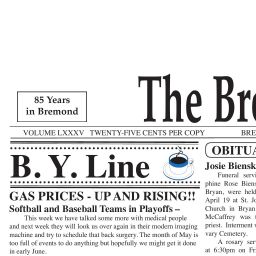 85 Years
in Bremond
The Bre
VOLUME LXXXV TWENTY-FIVE CENTS PER COPY BRE
B. Y. Line
GAS PRICES - UP AND RISING!!
Softball and Baseball Teams in Playoffs –
This week we have talked some more with medical people
and next week they will look us over again in their modern imaging
machine and try to schedule that back surgery. The month of May is
too full of events to do anything but hopefully we might get it done
in early June.
OBITUA
Josie Biensk
Funeral servi
phine Rose Biens
Bryan, were held
April 19 at St. Jo
Church in Bryan
McCaffrey was t
priest. Interment w
vary Cemetery.
A rosary ser
at 6:30pm on Fri